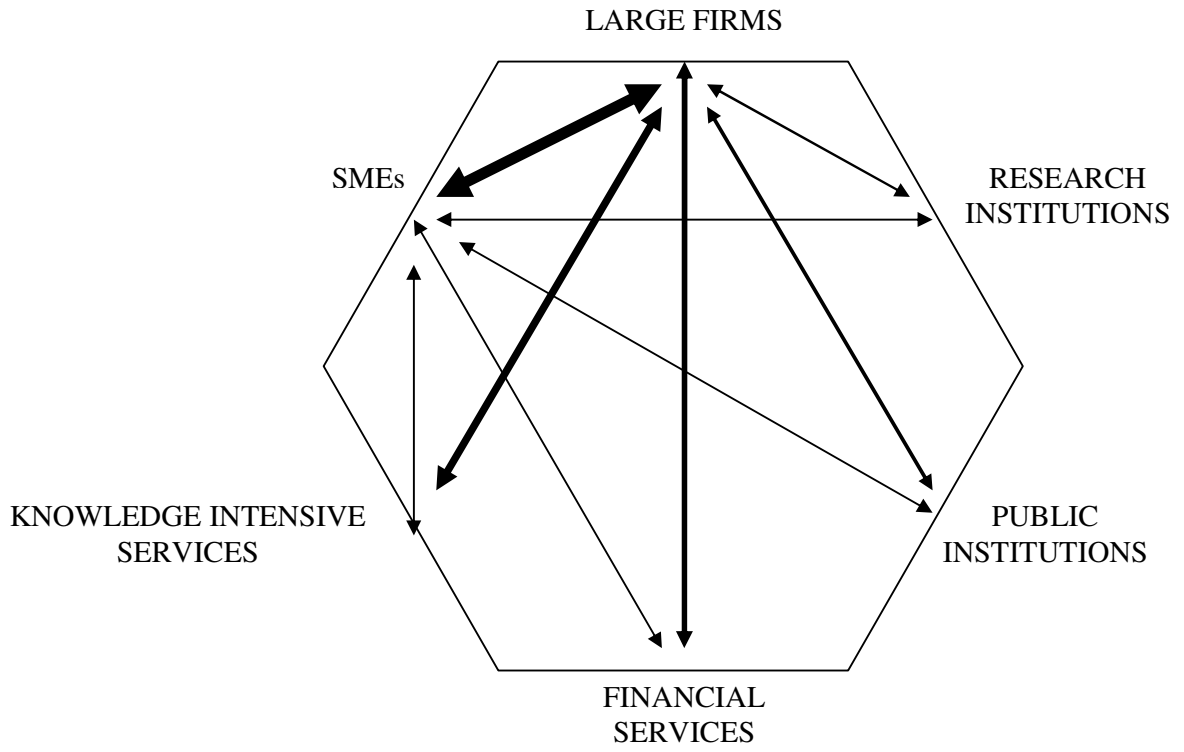 LARGE FIRMS
SMEs
RESEARCH
INSTITUTIONS
KNOWLEDGE INTENSIVE
SERVICES
PUBLIC
INSTITUTIONS
FINANCIAL
SERVICES